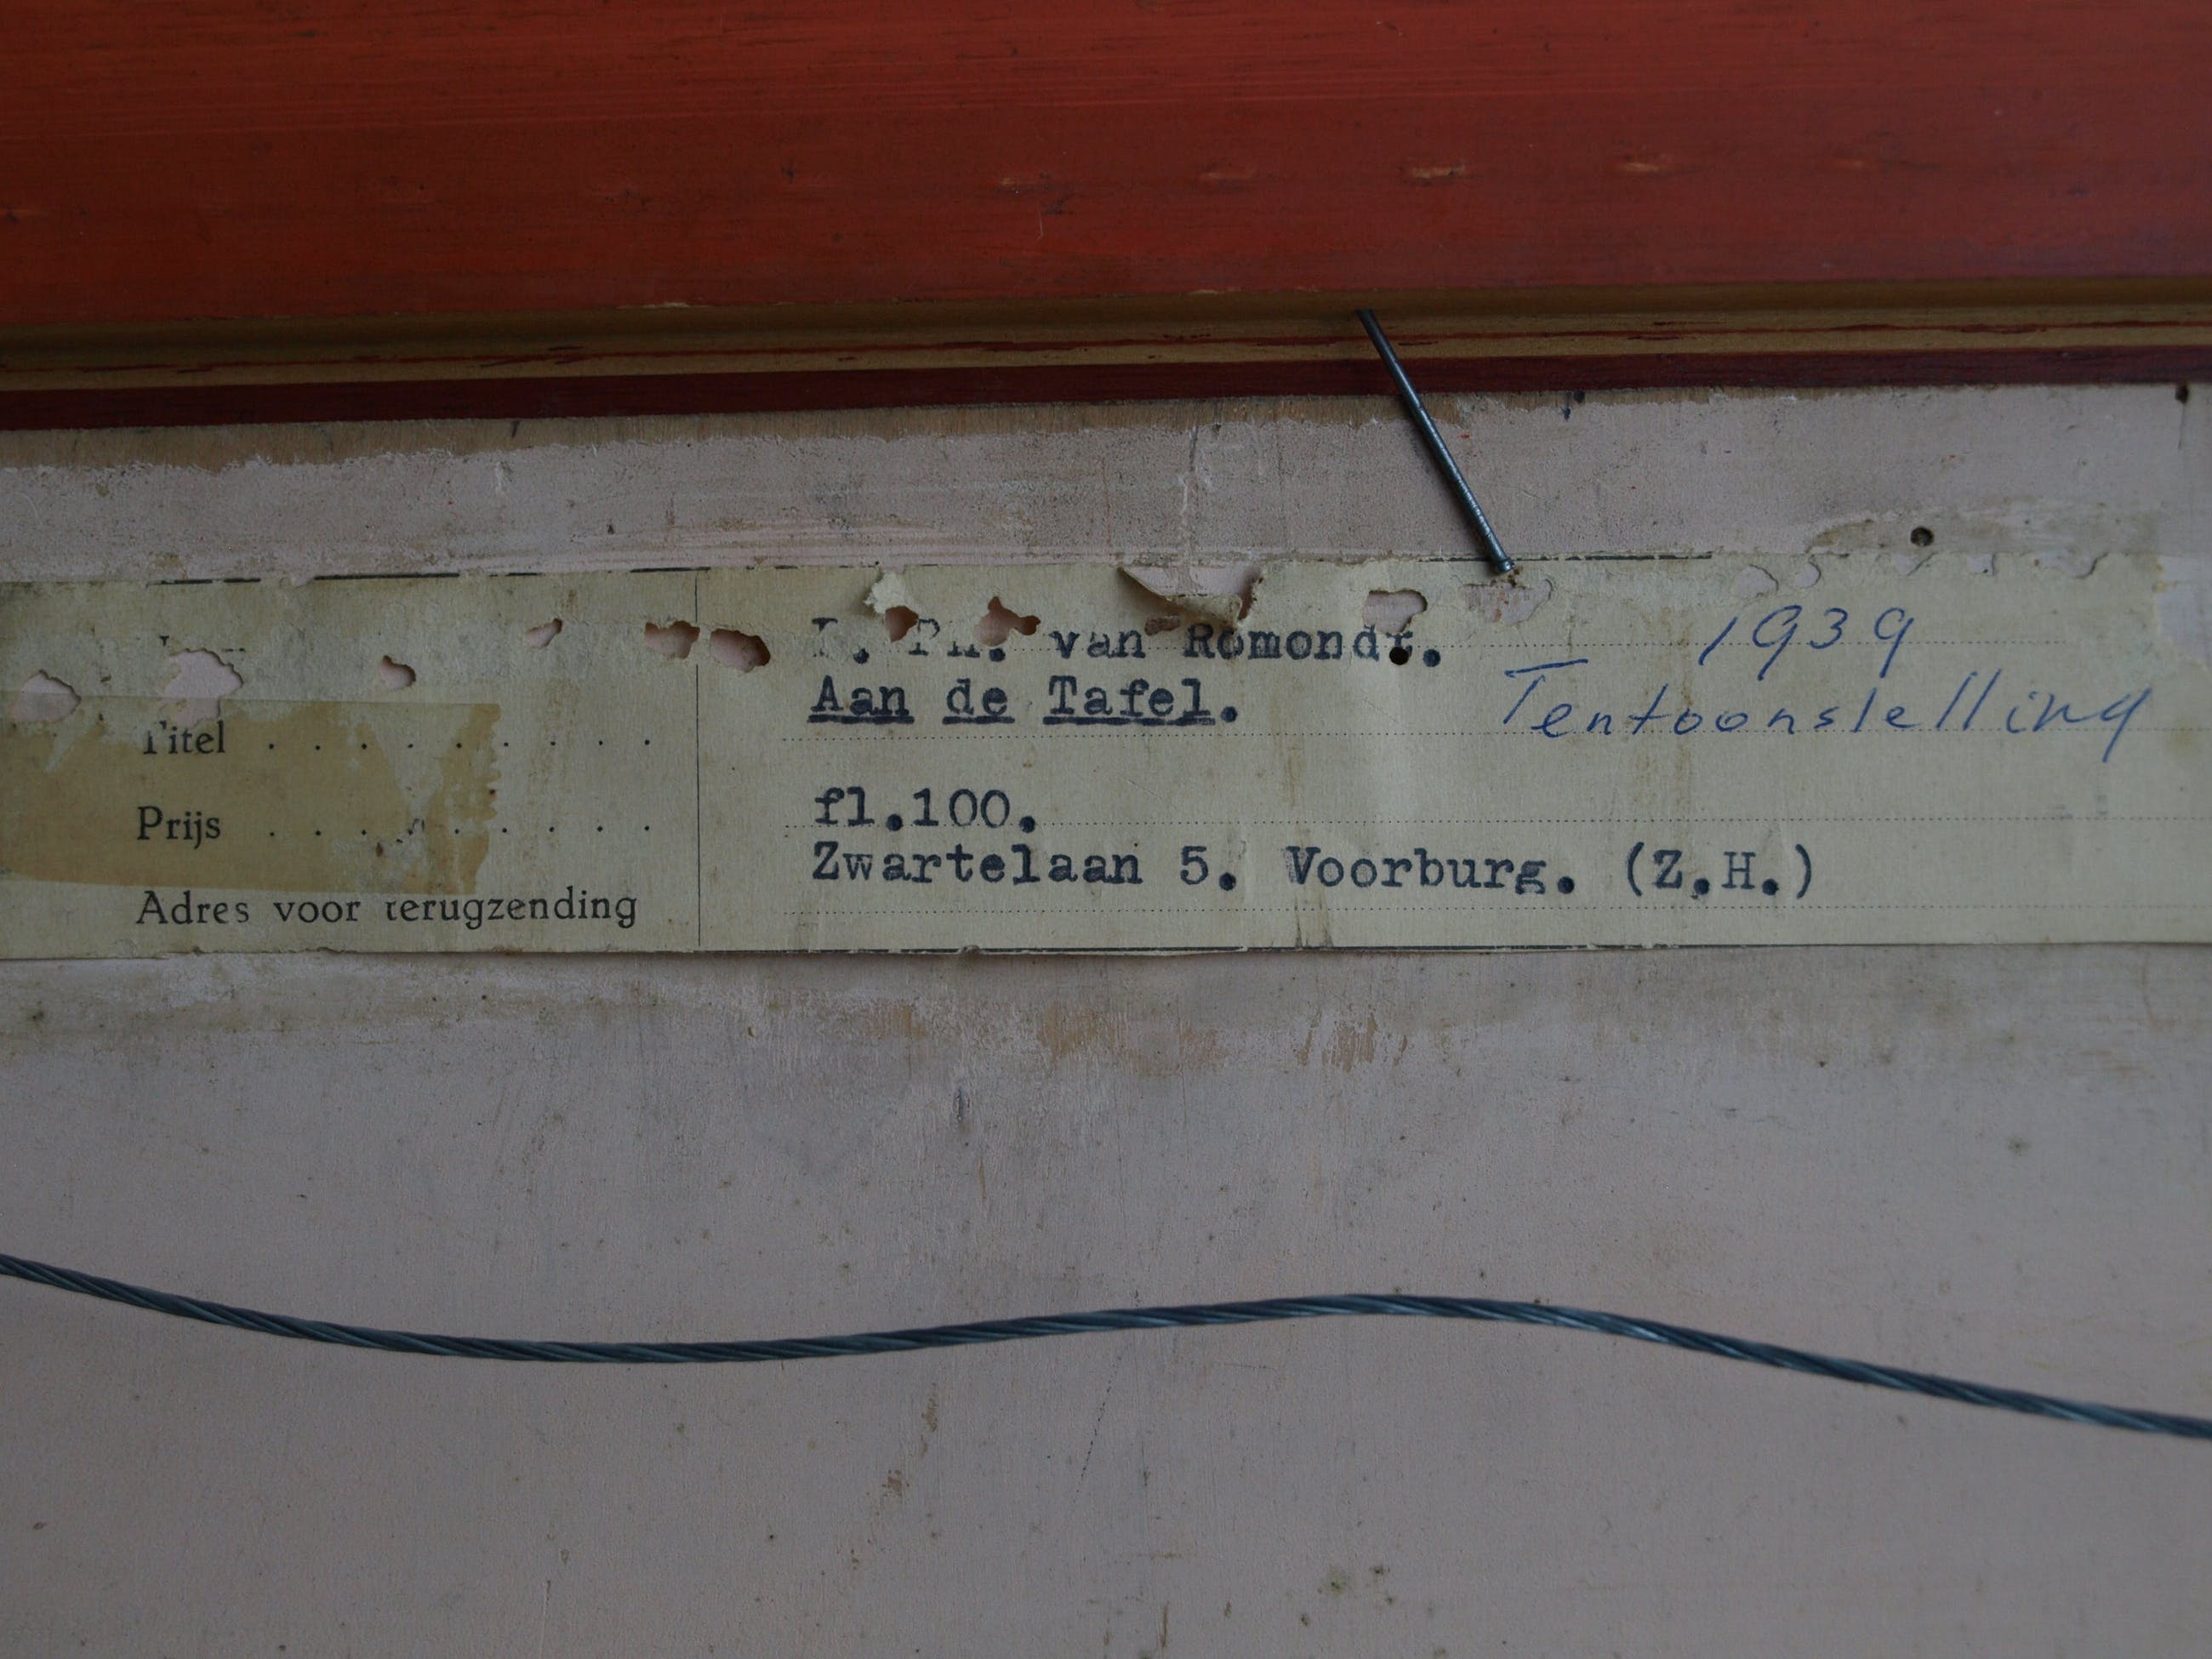 van Romondt.
1939
Aan de Tafel.
Tentoonstelling
Titel . . . . . . . . .
fl.100.
Prijs . . . . . . . . .
Zwartelaan 5. Voorburg. (Z.H.)
Adres voor terugzending